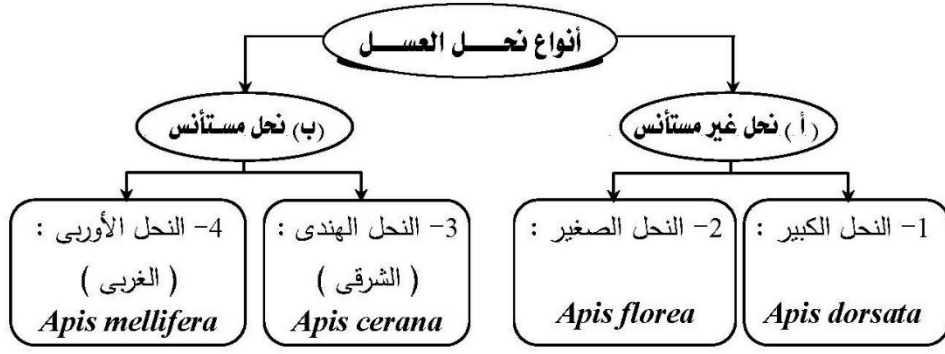 أنواع نحل العسل
(أ) نحل غير مستأنس
(ب) نحل مستأنس
1- النحل الكبير :
Apis dorsata
2- النحل الصغير :
Apis florea
3- النحل الهندى :
( الشرقى )
Apis cerana
4- النحل الأوربى :
( الغربى )
Apis mellifera